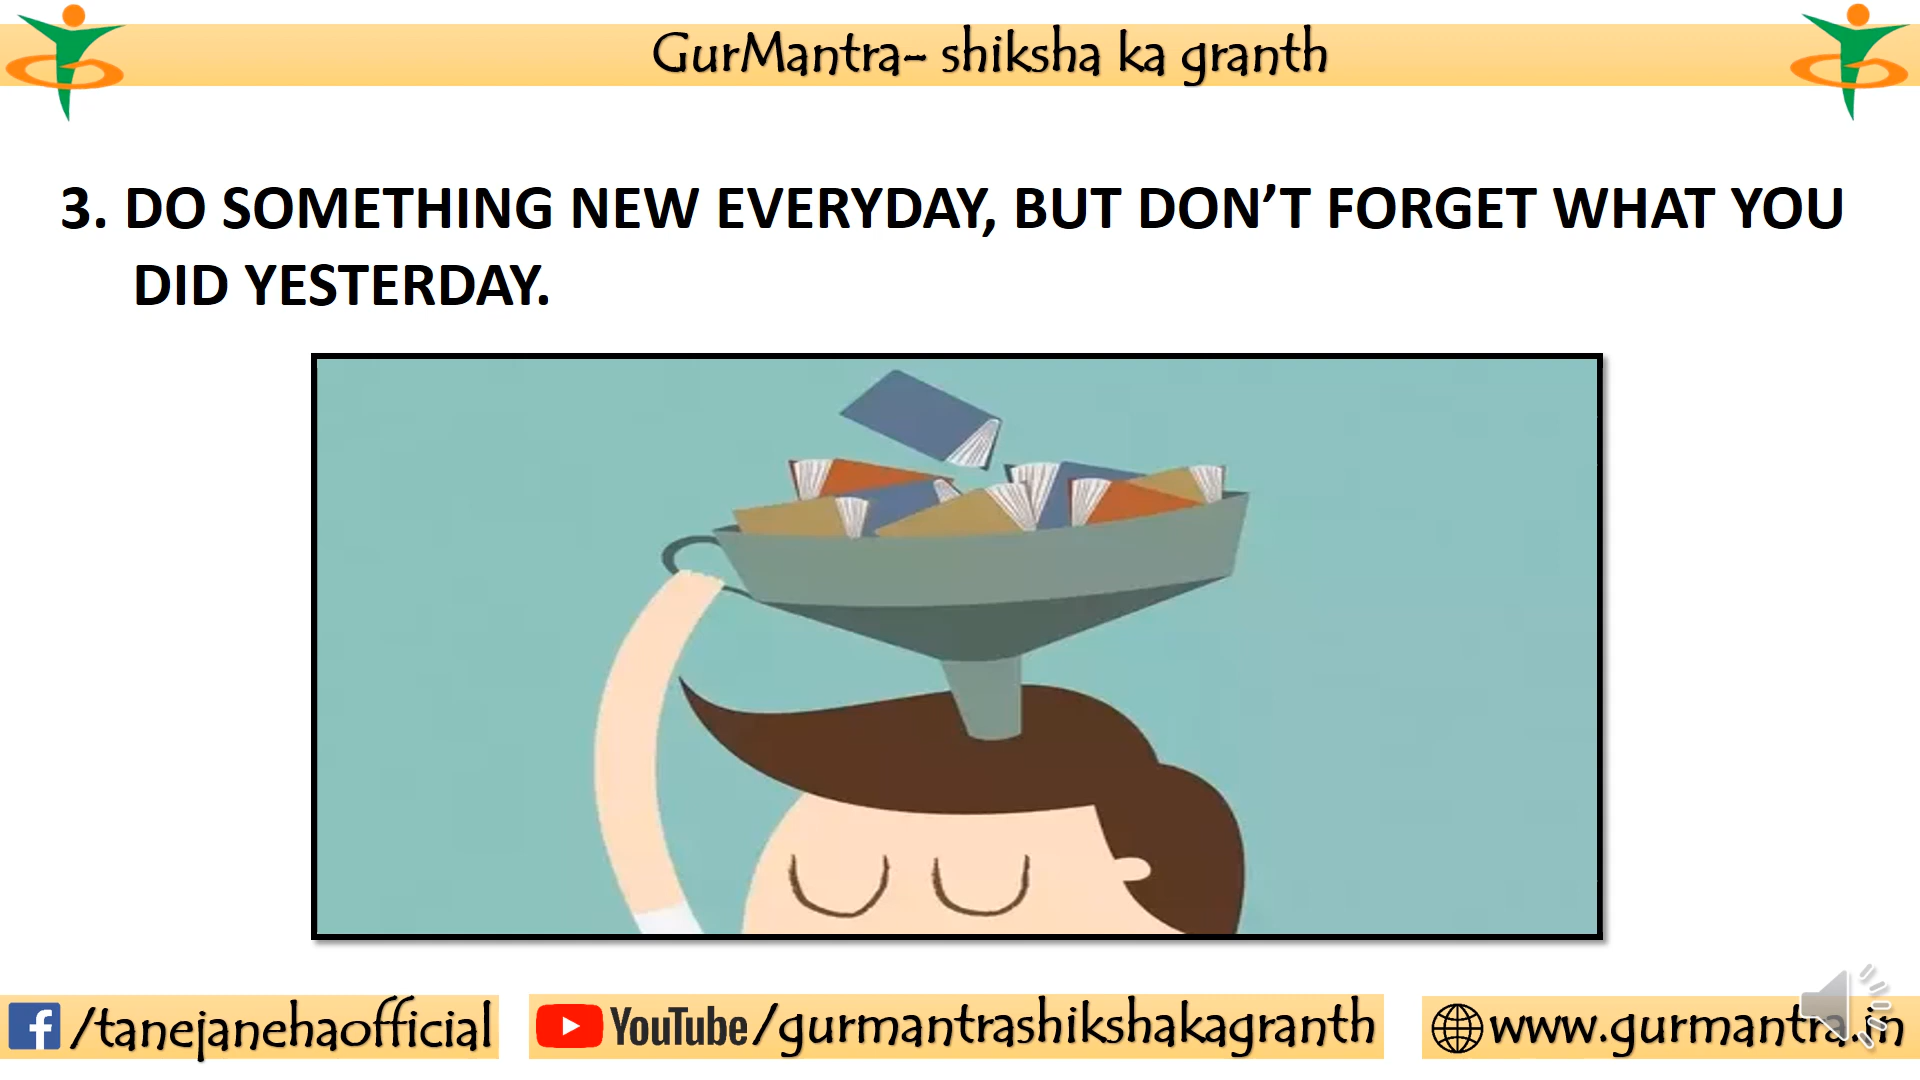 GurMantra- shiksha ka granth
3. DO SOMETHING NEW EVERYDAY, BUT DON’T FORGET WHAT YOU
DID YESTERDAY.
/tanejanehaofficial
YouTube/gurmantrashikshakagranth
www.gurmantra.in